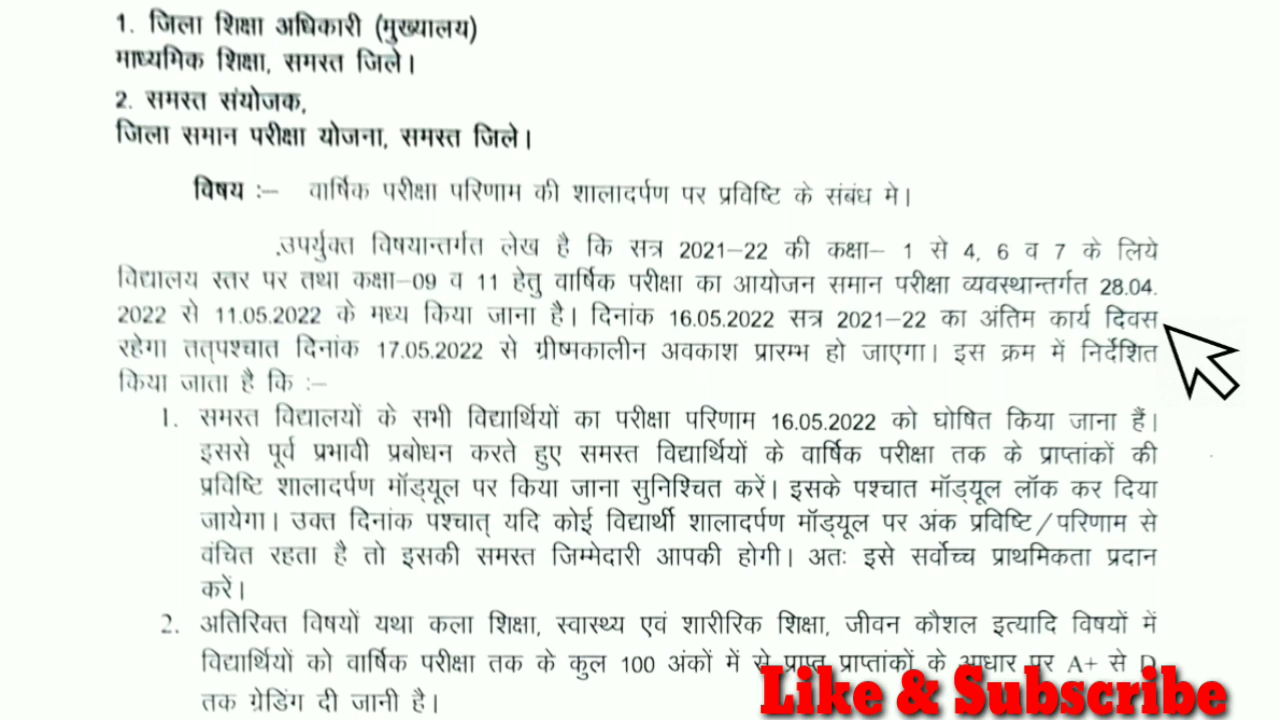 1. जिला शिक्षा अधिकारी (मुख्यालय)
माध्यमिक शिक्षा, समस्त जिले।
2. समस्त संयोजक,
जिला समान परीक्षा योजना, समस्त जिले।
विषय :– वार्षिक परीक्षा परिणाम की शालादर्पण पर प्रविष्टि के संबंध मे।
उपर्युक्त विषयान्तर्गत लेख है कि सत्र 2021–22 की कक्षा– 1 से 4, 6 व 7 के लिये
विद्यालय स्तर पर तथा कक्षा–09 व 11 हेतु वार्षिक परीक्षा का आयोजन समान परीक्षा व्यवस्थान्तर्गत 28.04.
2022 से 11.05.2022 के मध्य किया जाना है। दिनांक 16.05.2022 सत्र 2021–22 का अंतिम कार्य दिवस
रहेगा तत्पश्चात दिनांक 17.05.2022 से ग्रीष्मकालीन अवकाश प्रारम्भ हो जाएगा। इस क्रम में निर्देशित
किया जाता है कि :–
1. समस्त विद्यालयों के सभी विद्यार्थियों का परीक्षा परिणाम 16.05.2022 को घोषित किया जाना हैं।
इससे पूर्व प्रभावी प्रबोधन करते हुए समस्त विद्यार्थियों के वार्षिक परीक्षा तक के प्राप्तांकों की
प्रविष्टि शालादर्पण मॉड्यूल पर किया जाना सुनिश्चित करें। इसके पश्चात मॉड्यूल लॉक कर दिया
जायेगा। उक्त दिनांक पश्चात् यदि कोई विद्यार्थी शालादर्पण मॉड्यूल पर अंक प्रविष्टि/परिणाम से
वंचित रहता है तो इसकी समस्त जिम्मेदारी आपकी होगी। अतः इसे सर्वोच्च प्राथमिकता प्रदान
करें।
2. अतिरिक्त विषयों यथा कला शिक्षा, स्वास्थ्य एवं शारीरिक शिक्षा, जीवन कौशल इत्यादि विषयों में
विद्यार्थियों को वार्षिक परीक्षा तक के कुल 100 अंकों में से प्राप्त प्राप्तांकों के आधार पर A+ से D
तक ग्रेडिंग दी जानी है।
Like & Subscribe